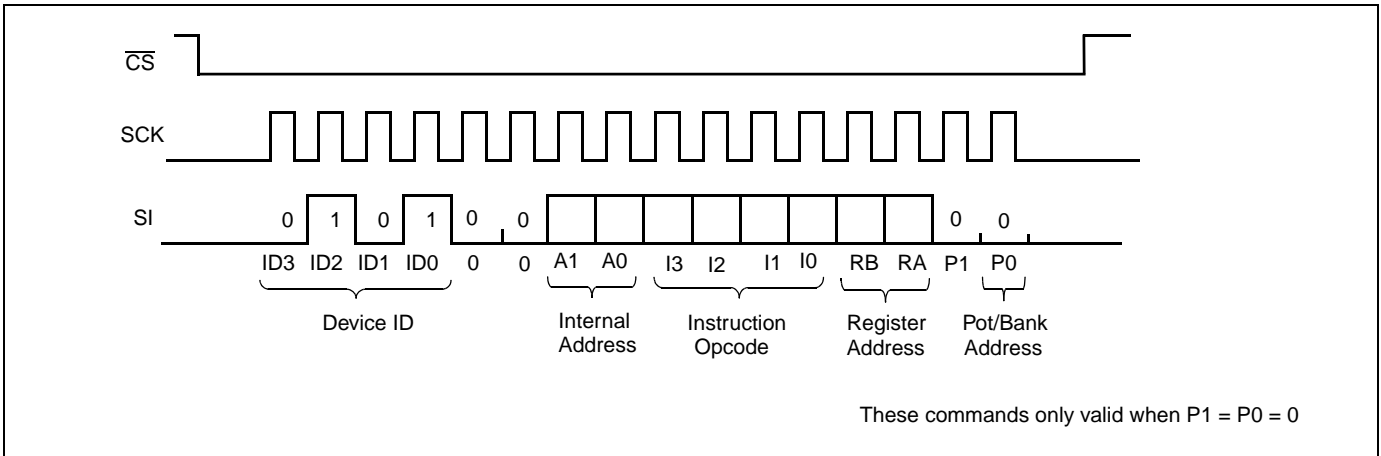 CS
SCK
SI
0 1 0 1 0 0 0 0
ID3 ID2 ID1 ID0 0 0 A1 A0 I3 I2 I1 I0 RB RA P1 P0
Device ID
Internal Address
Instruction Opcode
Register Address
Pot/Bank Address
These commands only valid when P1 = P0 = 0